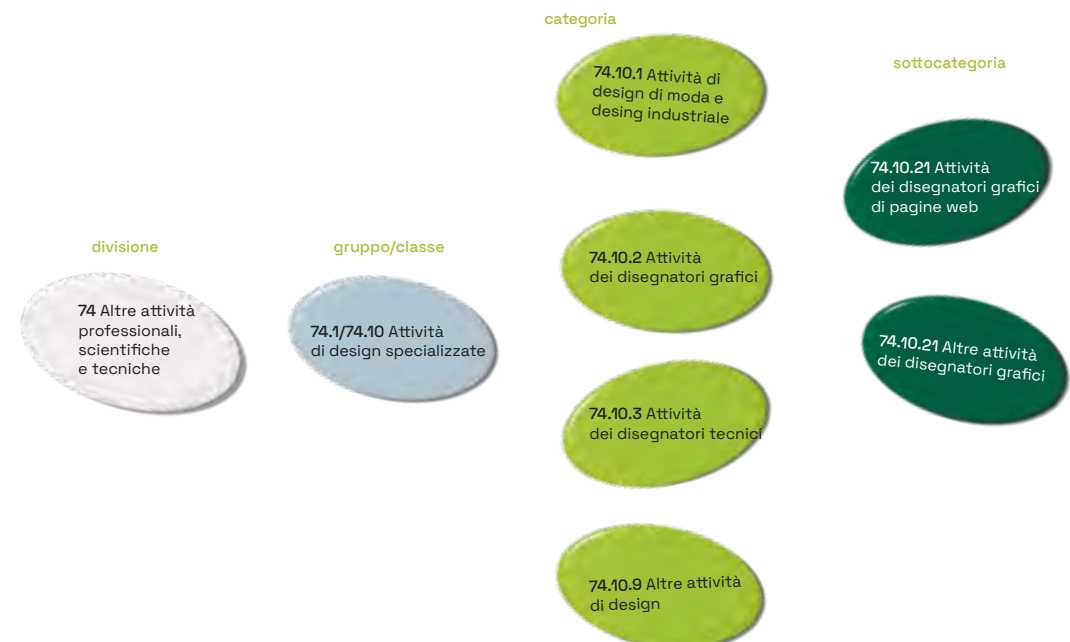 divisione
74 Altre attività
professionali,
scientifiche
e tecniche
gruppo/classe
74.1/74.10 Attività
di design specializzate
categoria
74.10.1 Attività di
design di moda e
desing industriale
74.10.2 Attività
dei disegnatori grafici
74.10.3 Attività
dei disegnatori tecnici
74.10.9 Altre attività
di design
sottocategoria
74.10.21 Attività
dei disegnatori grafici
di pagine web
74.10.21 Altre attività
dei disegnatori grafici